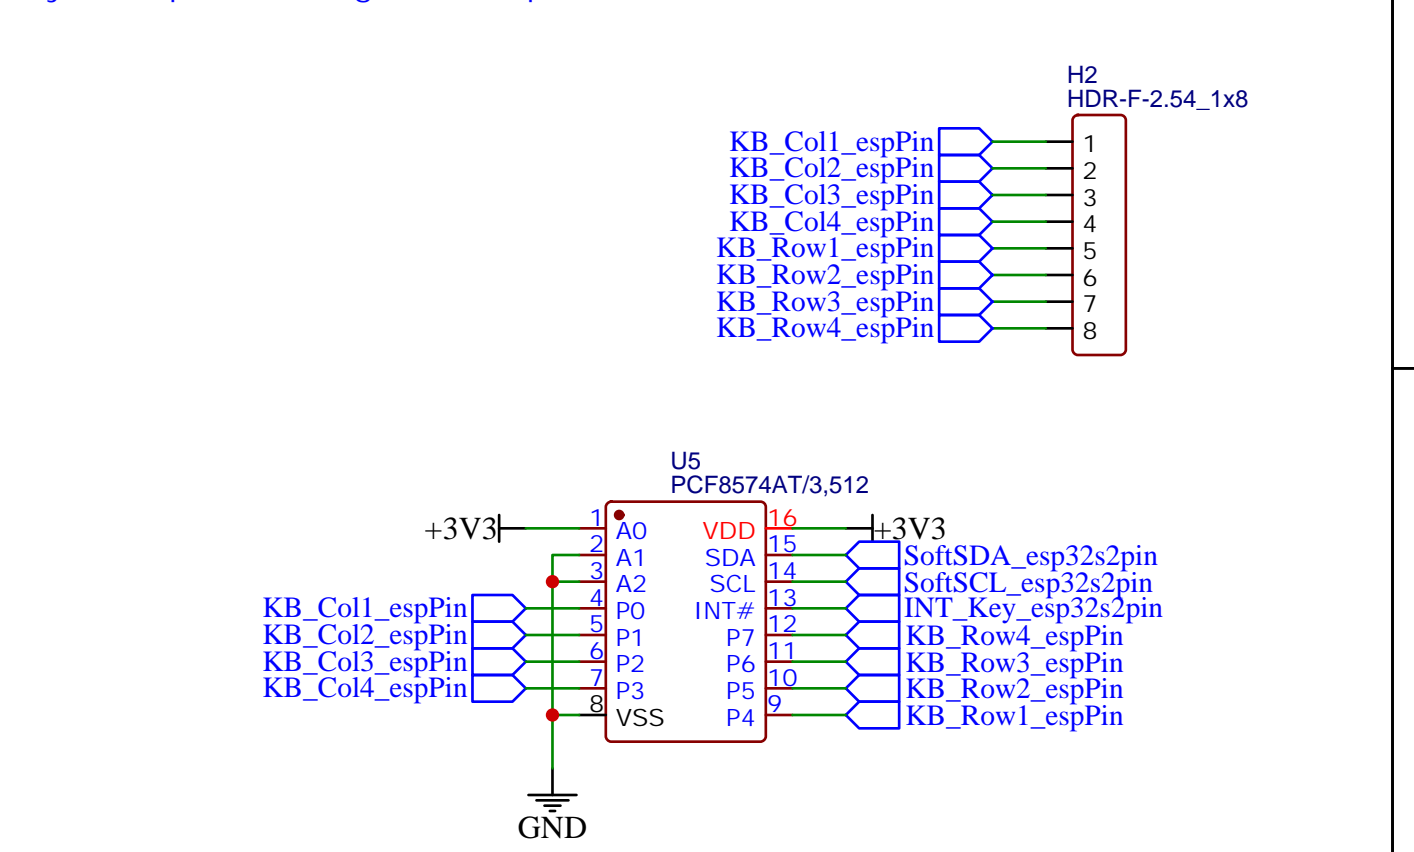 H2
HDR-F-2.54_1x8
KB_Col1_espPin 1
KB_Col2_espPin 2
KB_Col3_espPin 3
KB_Col4_espPin 4
KB_Row1_espPin 5
KB_Row2_espPin 6
KB_Row3_espPin 7
KB_Row4_espPin 8
U5
PCF8574AT/3,512
+3V3 1 A0 VDD 16 +3V3
2 A1 SDA 15 SoftSDA_esp32s2pin
3 A2 SCL 14 SoftSCL_esp32s2pin
KB_Col1_espPin 4 P0 INT# 13 INT_Key_esp32s2pin
KB_Col2_espPin 5 P1 P7 12 KB_Row4_espPin
KB_Col3_espPin 6 P2 P6 11 KB_Row3_espPin
KB_Col4_espPin 7 P3 P5 10 KB_Row2_espPin
8 VSS P4 9 KB_Row1_espPin
GND